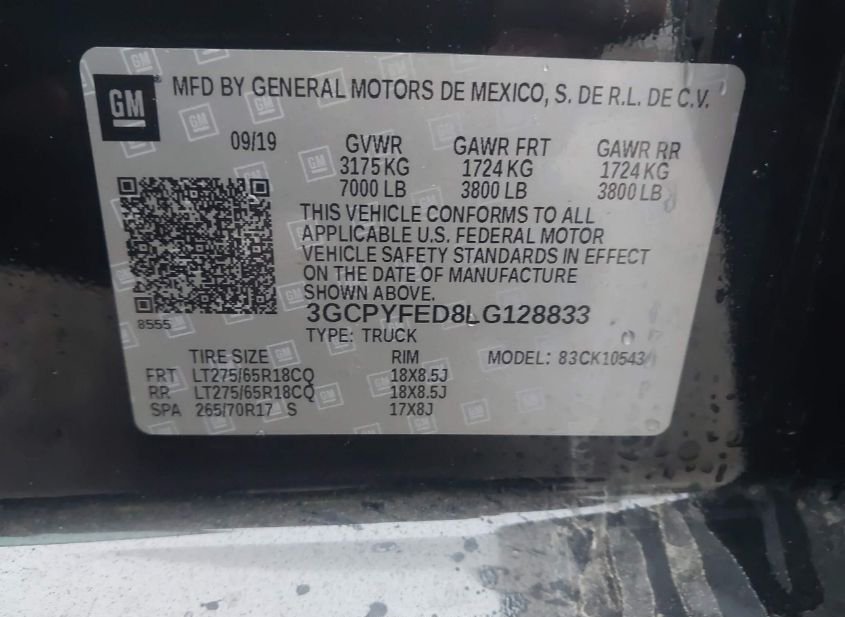 GM
MFD BY GENERAL MOTORS DE MEXICO, S. DE R.L. DE C.V.
09/19 GVWR GAWR FRT GAWR RR
3175 KG 1724 KG 1724 KG
7000 LB 3800 LB 3800 LB
THIS VEHICLE CONFORMS TO ALL
APPLICABLE U.S. FEDERAL MOTOR
VEHICLE SAFETY STANDARDS IN EFFECT
ON THE DATE OF MANUFACTURE
SHOWN ABOVE.
3GCPYFED8LG128833
8555
TYPE: TRUCK
TIRE SIZE RIM MODEL: 83CK10543
FRT LT275/65R18CQ 18X8.5J
RR LT275/65R18CQ 18X8.5J
SPA 265/70R17 S 17X8J